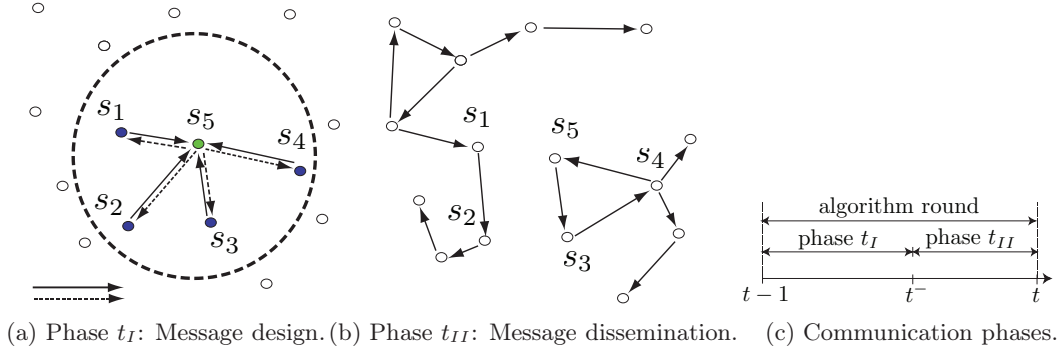 s1
s5
s4
s2
s3
s1
s5
s4
s2
s3
algorithm round
phase tI
phase tII
t − 1
t−
t
(a) Phase tI: Message design. (b) Phase tII: Message dissemination. (c) Communication phases.